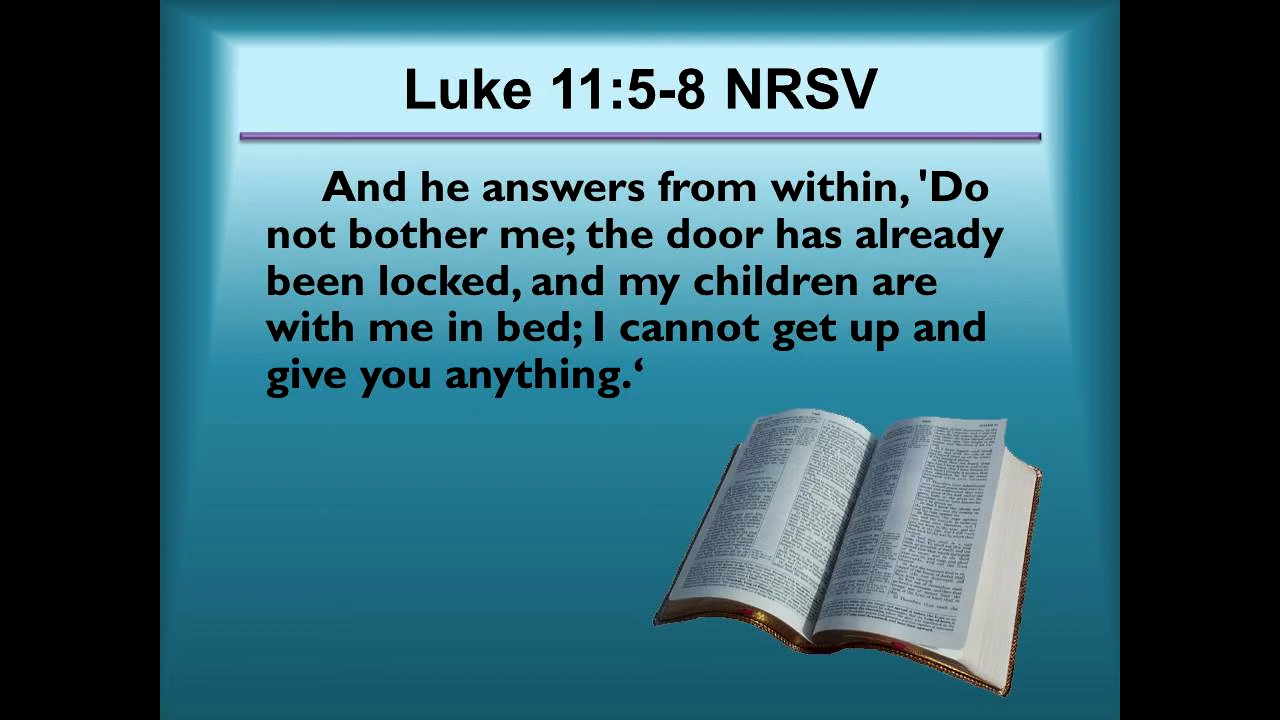 Luke 11:5-8 NRSV
And he answers from within, 'Do
not bother me; the door has already
been locked, and my children are
with me in bed; I cannot get up and
give you anything.‘